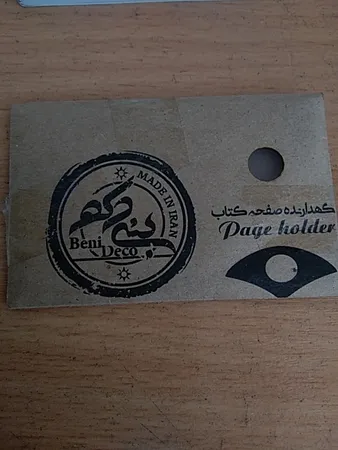 MADE IN IRAN
بنی دکو
Beni
Deco
نگهدارنده صفحه کتاب
Page holder